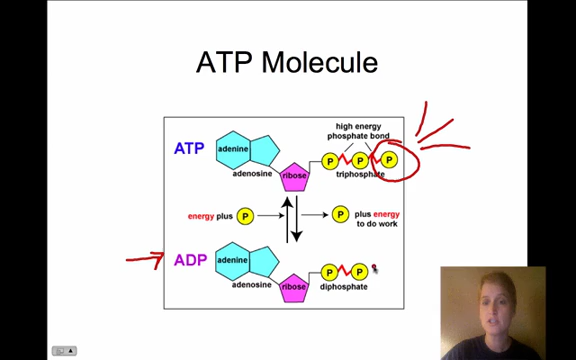 ATP Molecule
high energy
phosphate bond
ATP
adenine
P
P
P
adenosine
ribose
triphosphate
energy plus
P
P
plus energy
to do work
ADP
adenine
P
P
adenosine
ribose
diphosphate